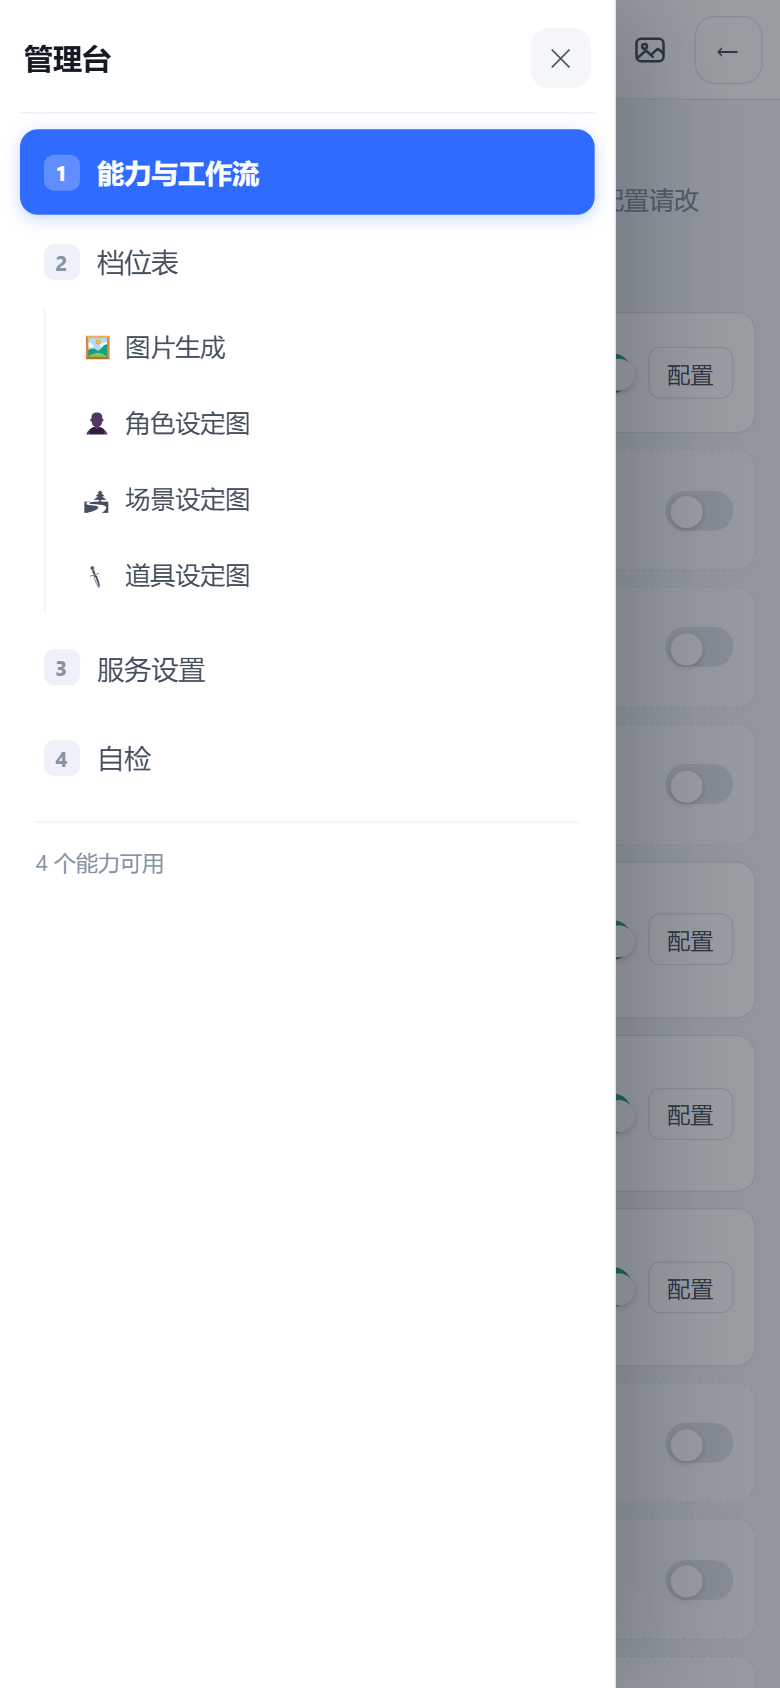 管理台
1 能力与工作流
2 档位表
图片生成
角色设定图
场景设定图
道具设定图
3 服务设置
4 自检
4 个能力可用
置请改
配置
配置
配置
配置